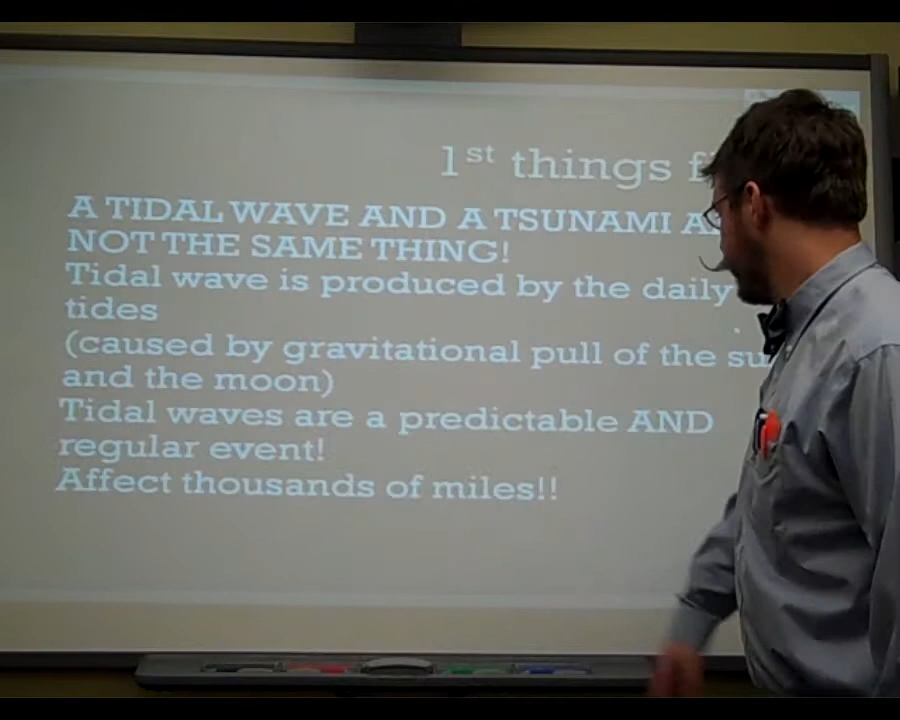 1st things
A TIDAL WAVE AND A TSUNAMI
NOT THE SAME THING!
Tidal wave is produced by the daily
tides
(caused by gravitational pull of the
and the moon)
Tidal waves are a predictable AND
regular event!
Affect thousands of miles!!